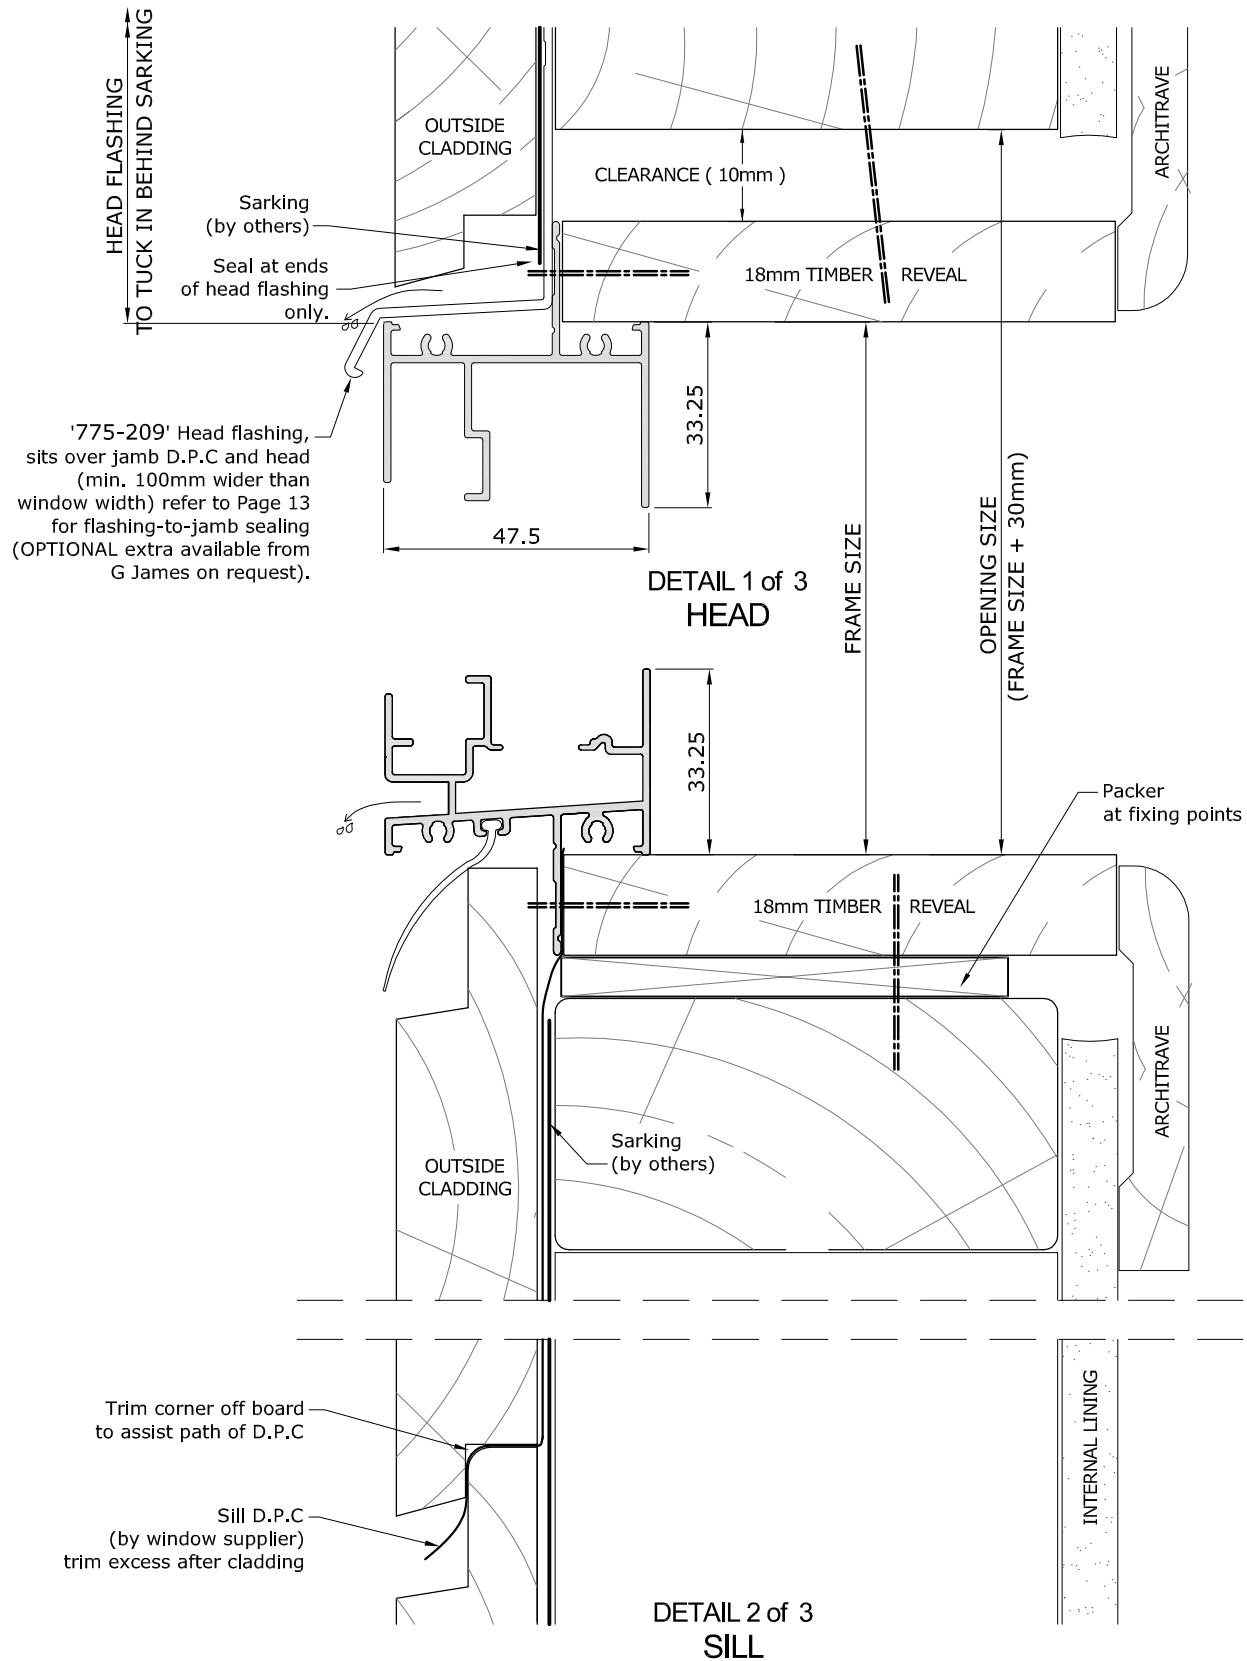 HEAD FLASHING
TO TUCK IN BEHIND SARKING
OUTSIDE
CLADDING
CLEARANCE ( 10mm )
ARCHITRAVE
Sarking
(by others)
Seal at ends
of head flashing
only.
18mm TIMBER REVEAL
'775-209' Head flashing,
sits over jamb D.P.C and head
(min. 100mm wider than
window width) refer to Page 13
for flashing-to-jamb sealing
(OPTIONAL extra available from
G James on request).
33.25
47.5
DETAIL 1 of 3
HEAD
FRAME SIZE
OPENING SIZE
(FRAME SIZE + 30mm)
33.25
Packer
at fixing points
18mm TIMBER REVEAL
ARCHITRAVE
Sarking
(by others)
OUTSIDE
CLADDING
Trim corner off board
to assist path of D.P.C
INTERNAL LINING
Sill D.P.C
(by window supplier)
trim excess after cladding
DETAIL 2 of 3
SILL